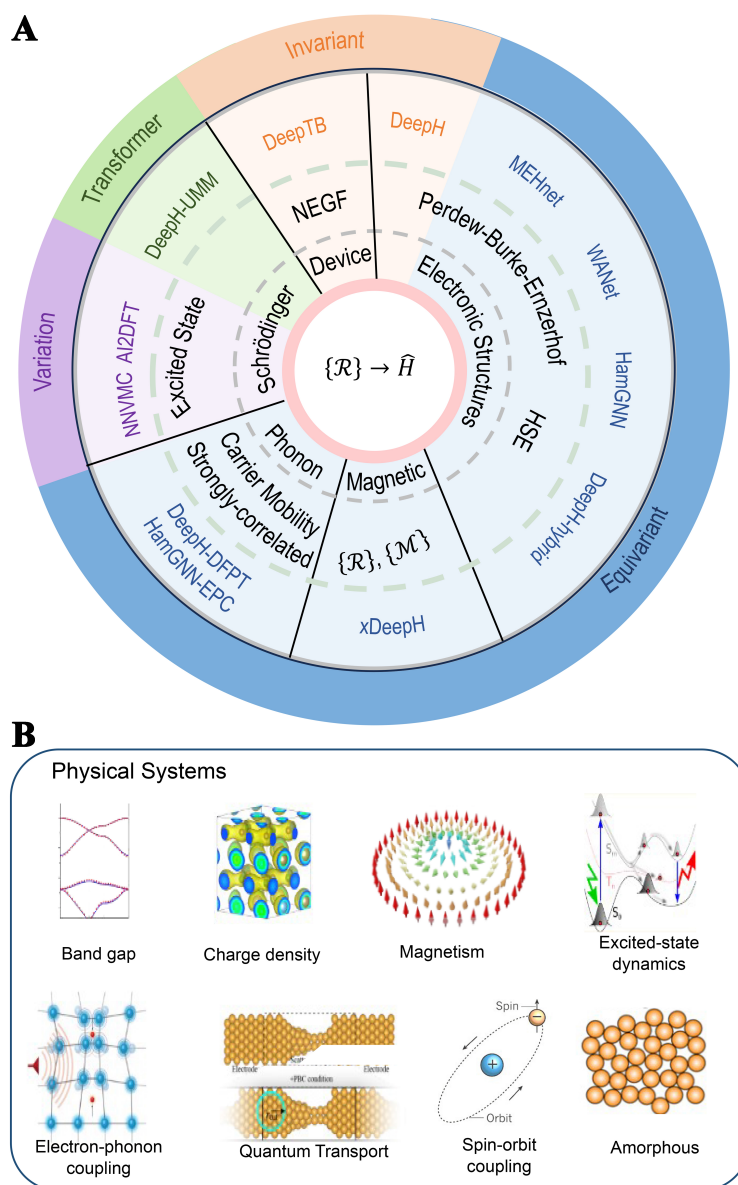 A
Invariant
Transformer
Variation
Equivariant
DeepTB
DeepH
MEHnet
WANet
HamGNN
DeepH-hybrid
xDeepH
DeepH-DFPT
HamGNN-EPC
NNVMC AI2DFT
DeepH-UMM
NEGF
Perdew-Burke-Ernzerhof
HSE
{ℛ}, {ℳ}
Carrier Mobility
Strongly-correlated
Excited State
Device
Electronic Structures
Magnetic
Phonon
Schrödinger
{ℛ} → Ĥ
B
Physical Systems
Band gap
Charge density
Magnetism
S₀
Excited-state
dynamics
Electrode
Electrode
+PBC condition
Spin
−
+
Orbit
Electron-phonon
coupling
Quantum Transport
Spin-orbit
coupling
Amorphous